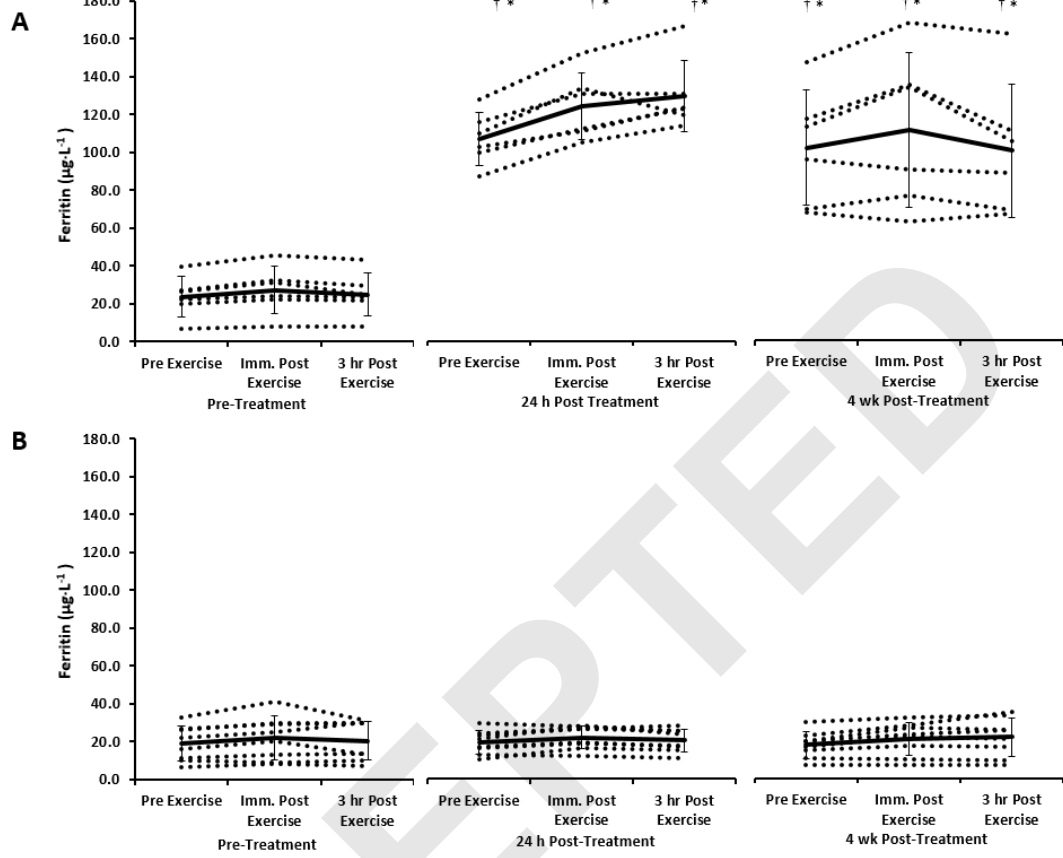 A
Ferritin (µg·L⁻¹)
180.0
160.0
140.0
120.0
100.0
80.0
60.0
40.0
20.0
0.0
† * † * † * † * † * † *
Pre Exercise Imm. Post Exercise 3 hr Post Exercise
Pre-Treatment
Pre Exercise Imm. Post Exercise 3 hr Post Exercise
24 h Post Treatment
Pre Exercise Imm. Post Exercise 3 hr Post Exercise
4 wk Post-Treatment
B
Ferritin (µg·L⁻¹)
180.0
160.0
140.0
120.0
100.0
80.0
60.0
40.0
20.0
0.0
Pre Exercise Imm. Post Exercise 3 hr Post Exercise
Pre-Treatment
Pre Exercise Imm. Post Exercise 3 hr Post Exercise
24 h Post-Treatment
Pre Exercise Imm. Post Exercise 3 hr Post Exercise
4 wk Post-Treatment
EPTED